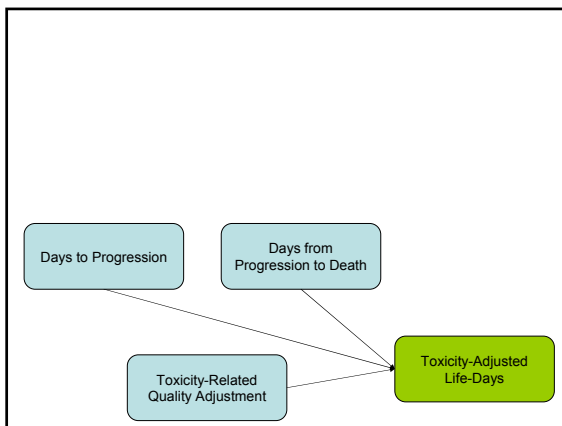 Days to Progression
Days from
Progression to Death
Toxicity-Related
Quality Adjustment
Toxicity-Adjusted
Life-Days